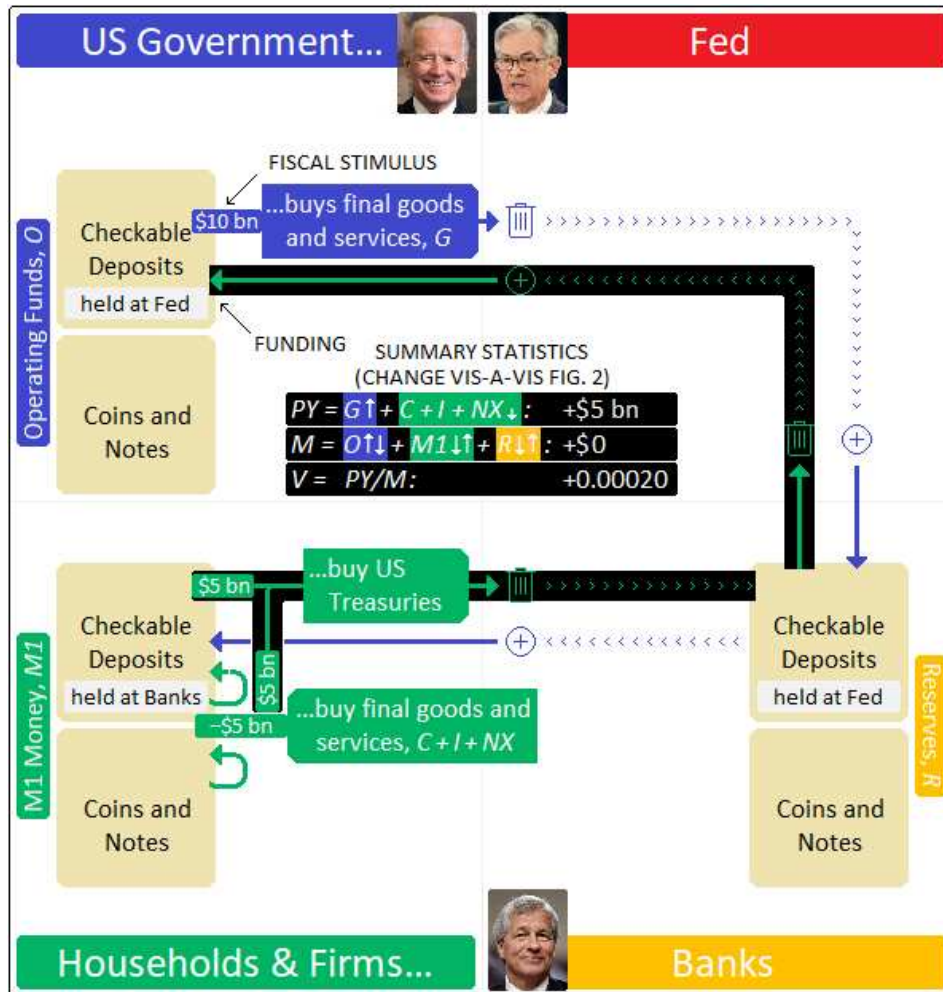 US Government...
Fed
FISCAL STIMULUS
$10 bn
...buys final goods
and services, G
Checkable
Deposits
held at Fed
Operating Funds, O
FUNDING
SUMMARY STATISTICS
(CHANGE VIS-A-VIS FIG. 2)
PY = G↑ + C + I + NX↓: +$5 bn
M = O↑↓ + M1↓↑ + R↓↑: +$0
V = PY/M: +0.00020
Coins and
Notes
$5 bn
...buy US
Treasuries
Checkable
Deposits
held at Banks
$5 bn
–$5 bn
...buy final goods and
services, C + I + NX
M1 Money, M1
Coins and
Notes
Checkable
Deposits
held at Fed
Reserves, R
Coins and
Notes
Households & Firms...
Banks